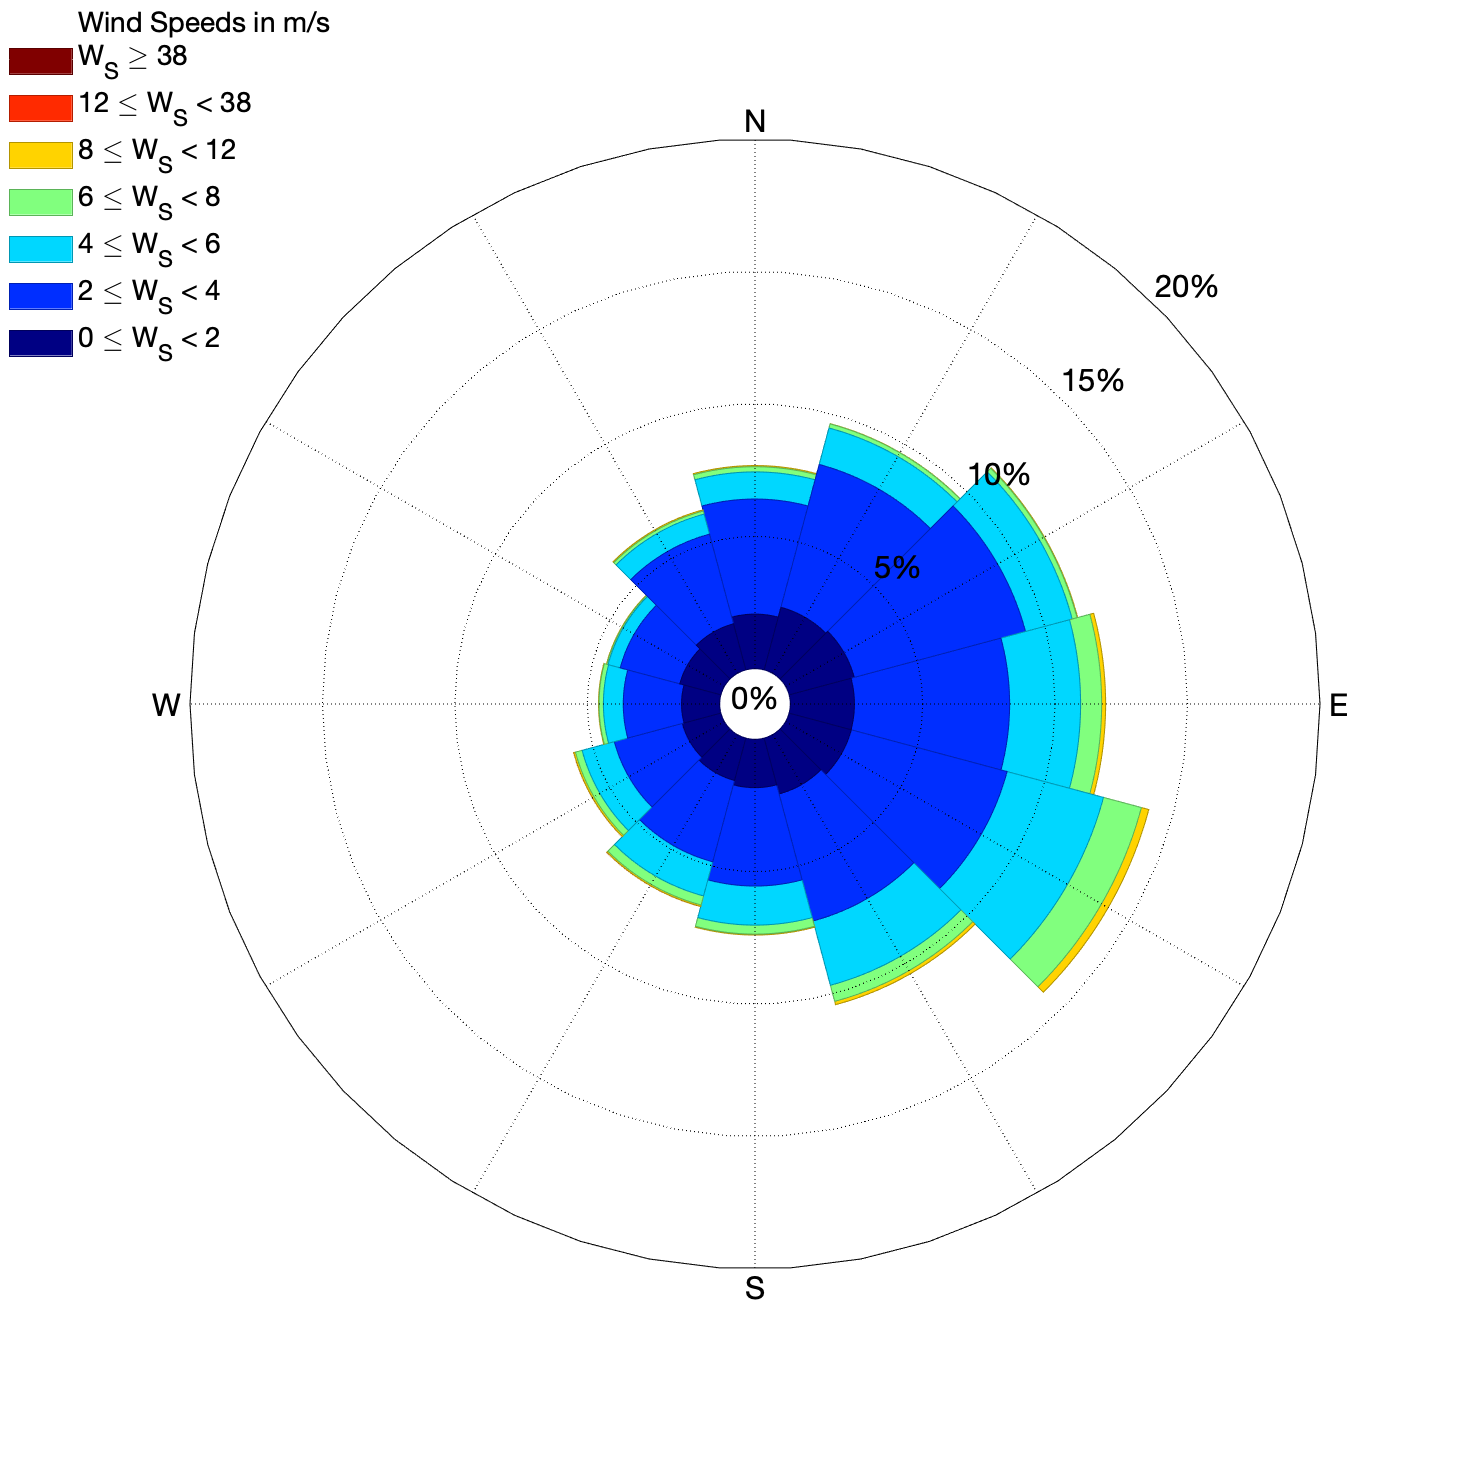 Wind Speeds in m/s
W_S ≥ 38
12 ≤ W_S < 38
8 ≤ W_S < 12
6 ≤ W_S < 8
4 ≤ W_S < 6
2 ≤ W_S < 4
0 ≤ W_S < 2
N
20%
15%
10%
5%
0%
W
E
S